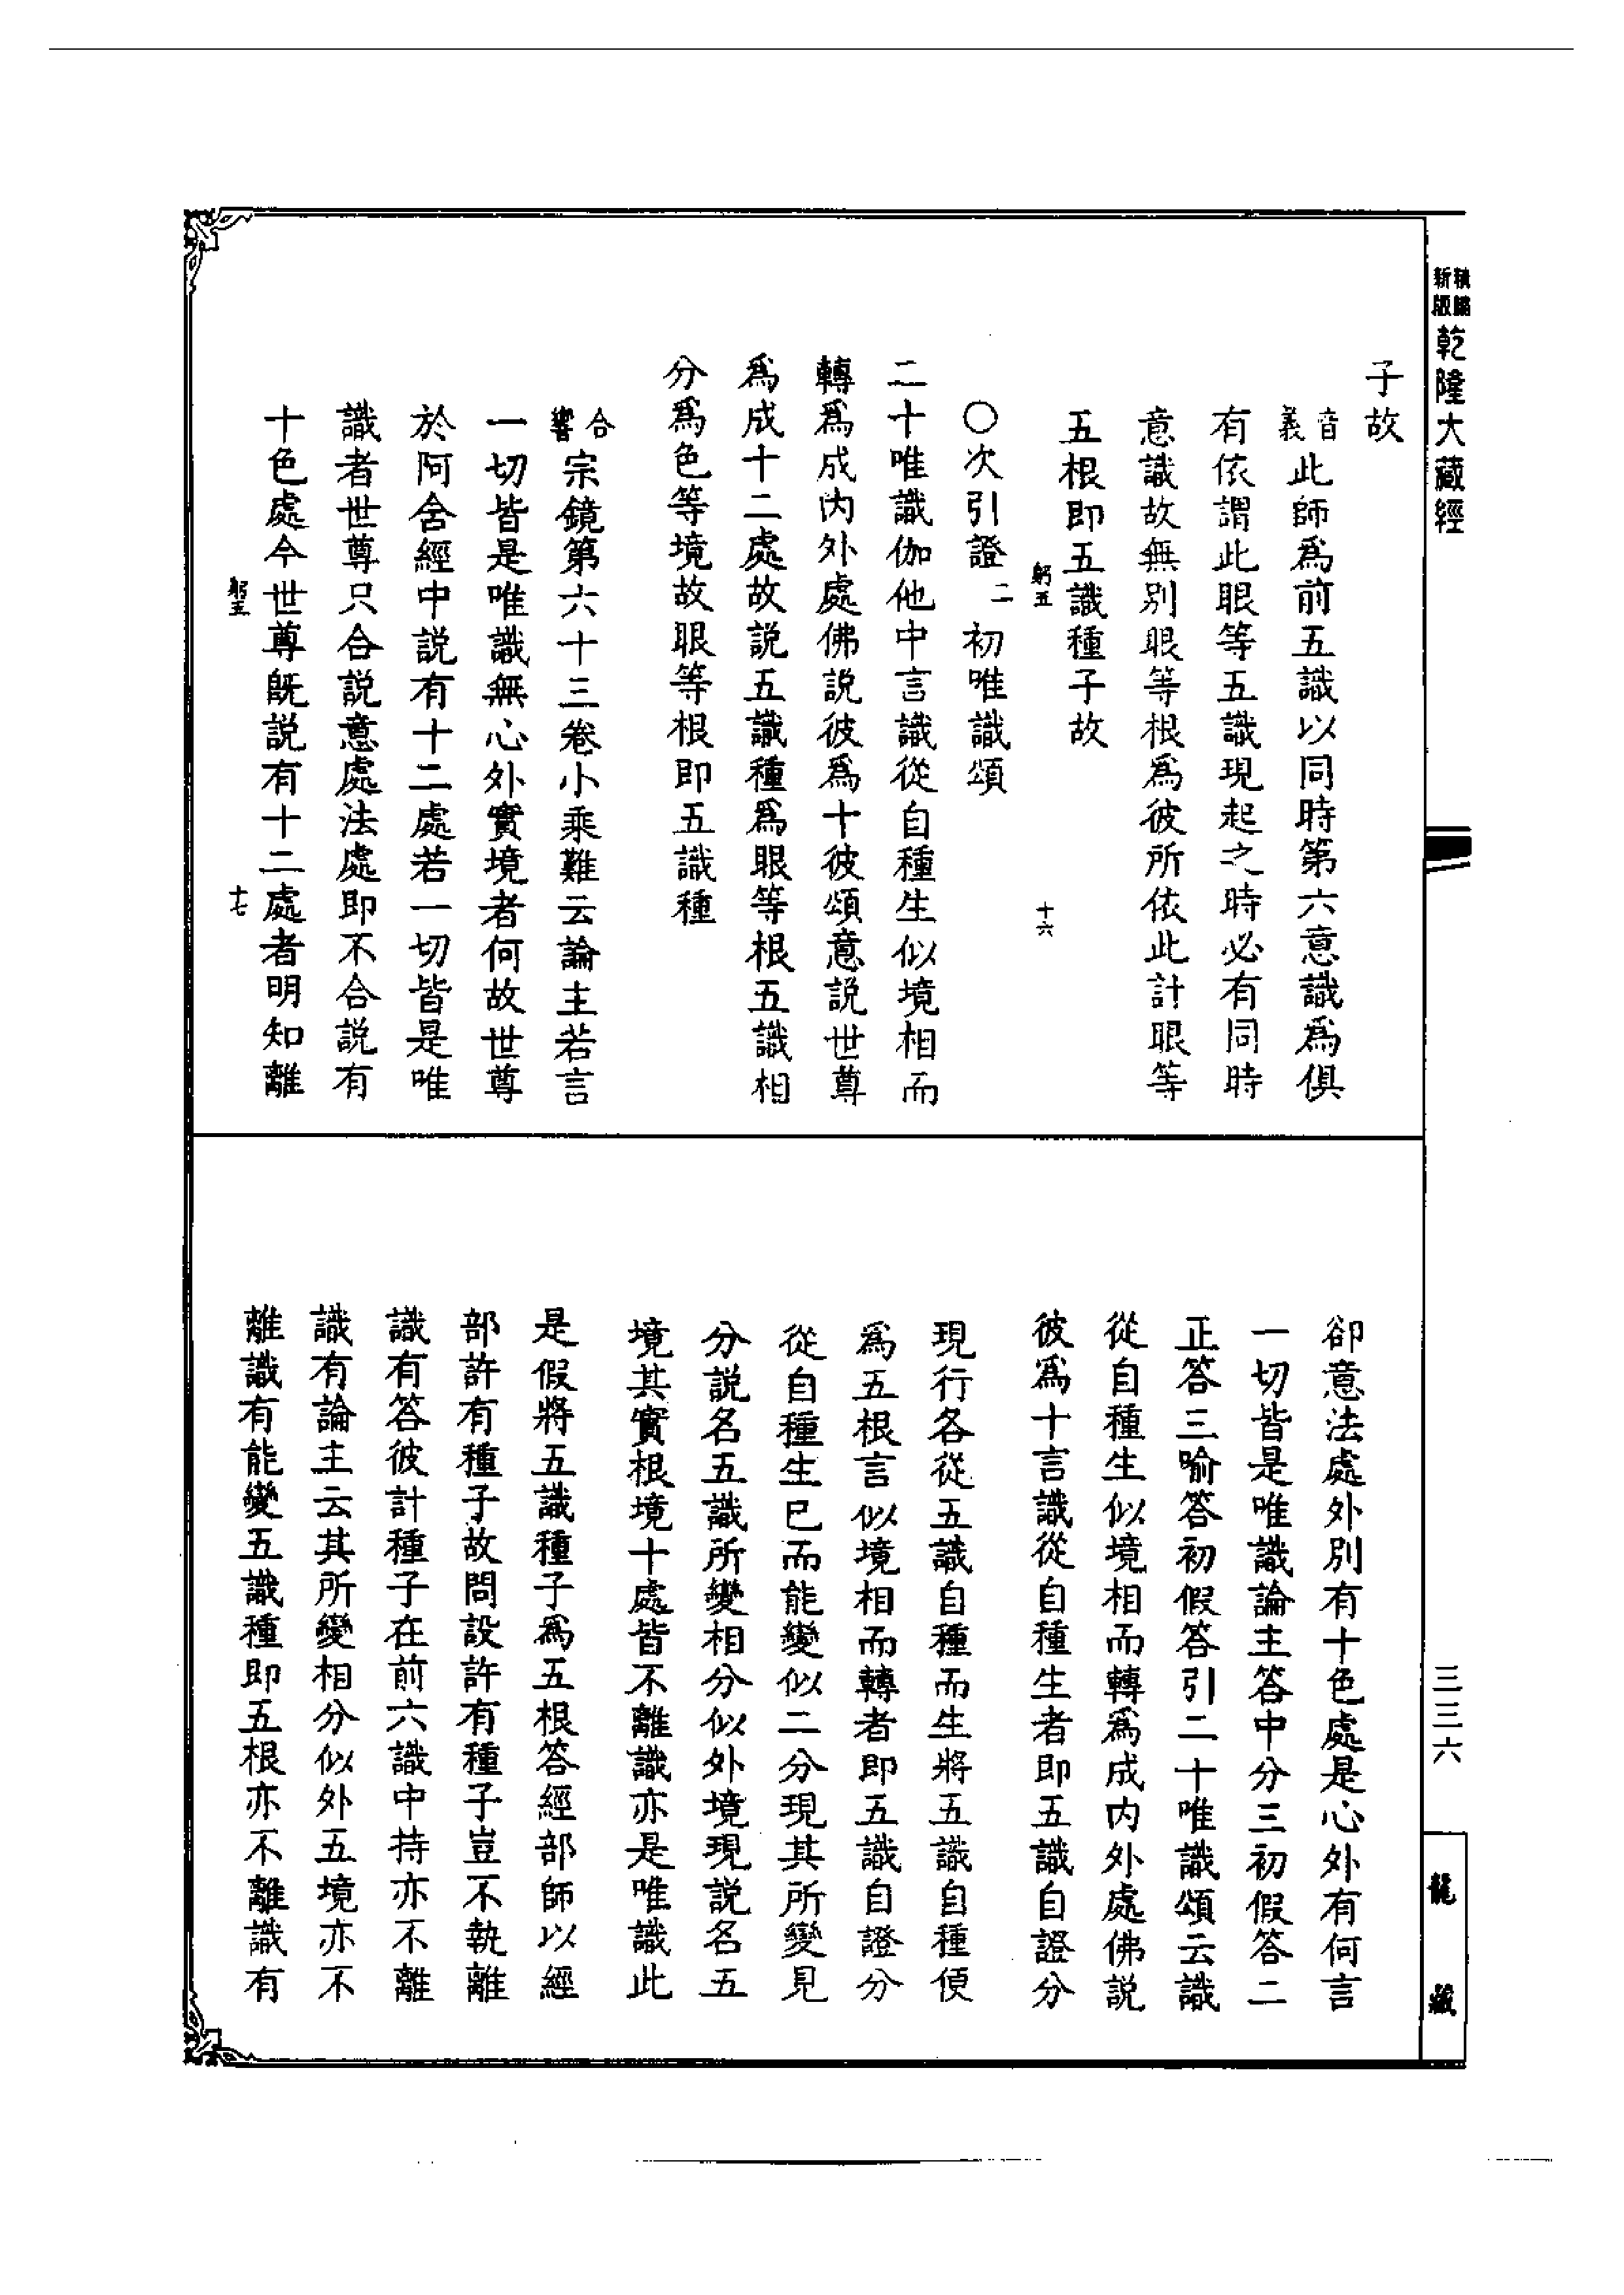 精編新版乾隆大藏經
子故
音義此師爲前五識以同時第六意識爲俱
有依謂此眼等五識現起之時必有同時
意識故無別眼等根爲彼所依此計眼等
五根即五識種子故
躬五 十六
○次引證二初唯識頌
二十唯識伽他中言識從自種生似境相而
轉爲成內外處佛說彼爲十彼頌意説世尊
爲成十二處故説五識種爲眼等根五識相
分爲色等境故眼等根即五識種
合響宗鏡第六十三卷小乘難云論主若言
一切皆是唯識無心外實境者何故世尊
於阿含經中説有十二處若一切皆是唯
識者世尊只合説意處法處即不合説有
十色處今世尊既説有十二處者明知離
躬五 十七
卻意法處外別有十色處是心外有何言
一切皆是唯識論主答中分三初假答二
正答三喻答初假答引二十唯識頌云識
從自種生似境相而轉爲成内外處佛説
彼爲十言識從自種生者即五識自證分
現行各從五識自種而生將五識自種便
爲五根言似境相而轉者即五識自證分
從自種生已而能變似二分現其所變見
分説名五識所變相分似外境現説名五
境其實根境十處皆不離識亦是唯識此
是假將五識種子爲五根答經部師以經
部許有種子故問設許有種子豈不執離
識有答彼計種子在前六識中持亦不離
識有論主云其所變相分似外五境亦不
離識有能變五識種即五根亦不離識有
三三六
龍藏